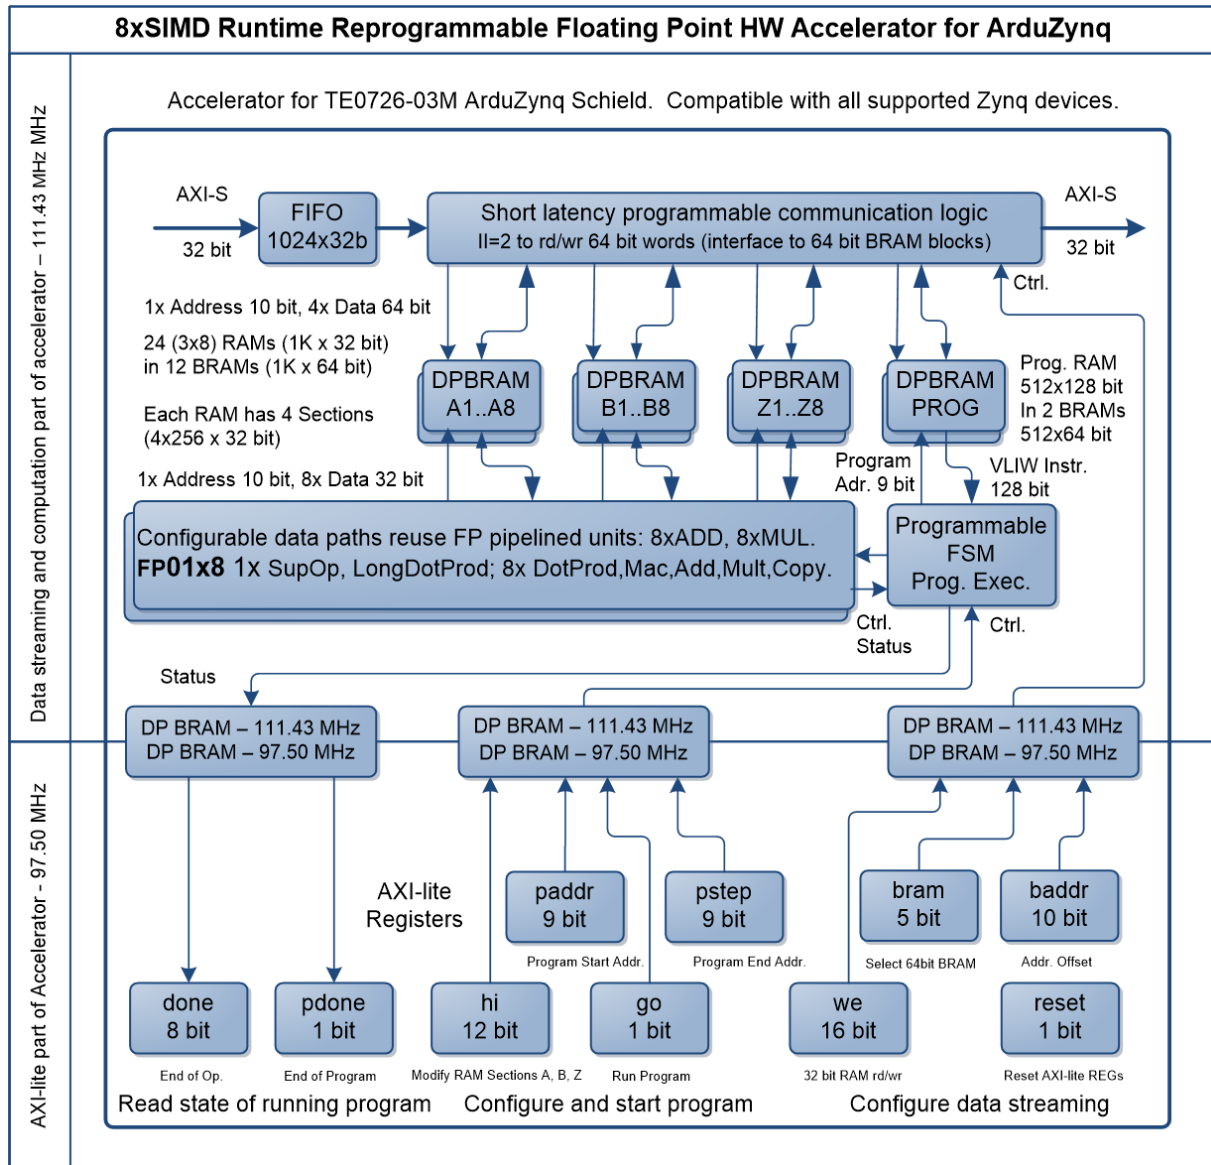 8xSIMD Runtime Reprogrammable Floating Point HW Accelerator for ArduZynq
Data streaming and computation part of accelerator – 111.43 MHz MHz
Accelerator for TE0726-03M ArduZynq Schield. Compatible with all supported Zynq devices.
AXI-S
32 bit
FIFO
1024x32b
Short latency programmable communication logic
II=2 to rd/wr 64 bit words (interface to 64 bit BRAM blocks)
AXI-S
32 bit
Ctrl.
1x Address 10 bit, 4x Data 64 bit
24 (3x8) RAMs (1K x 32 bit)
in 12 BRAMs (1K x 64 bit)
Each RAM has 4 Sections
(4x256 x 32 bit)
1x Address 10 bit, 8x Data 32 bit
DPBRAM
A1..A8
DPBRAM
B1..B8
DPBRAM
Z1..Z8
DPBRAM
PROG
Prog. RAM
512x128 bit
In 2 BRAMs
512x64 bit
Program
Adr. 9 bit
VLIW Instr.
128 bit
Configurable data paths reuse FP pipelined units: 8xADD, 8xMUL.
FP01x8 1x SupOp, LongDotProd; 8x DotProd,Mac,Add,Mult,Copy.
Programmable
FSM
Prog. Exec.
Ctrl.
Status
Ctrl.
Status
DP BRAM – 111.43 MHz
DP BRAM – 97.50 MHz
DP BRAM – 111.43 MHz
DP BRAM – 97.50 MHz
DP BRAM – 111.43 MHz
DP BRAM – 97.50 MHz
AXI-lite part of Accelerator - 97.50 MHz
AXI-lite
Registers
paddr
9 bit
Program Start Addr.
pstep
9 bit
Program End Addr.
bram
5 bit
Select 64bit BRAM
baddr
10 bit
Addr. Offset
done
8 bit
End of Op.
pdone
1 bit
End of Program
hi
12 bit
Modify RAM Sections A, B, Z
go
1 bit
Run Program
we
16 bit
32 bit RAM rd/wr
reset
1 bit
Reset AXI-lite REGs
Read state of running program
Configure and start program
Configure data streaming